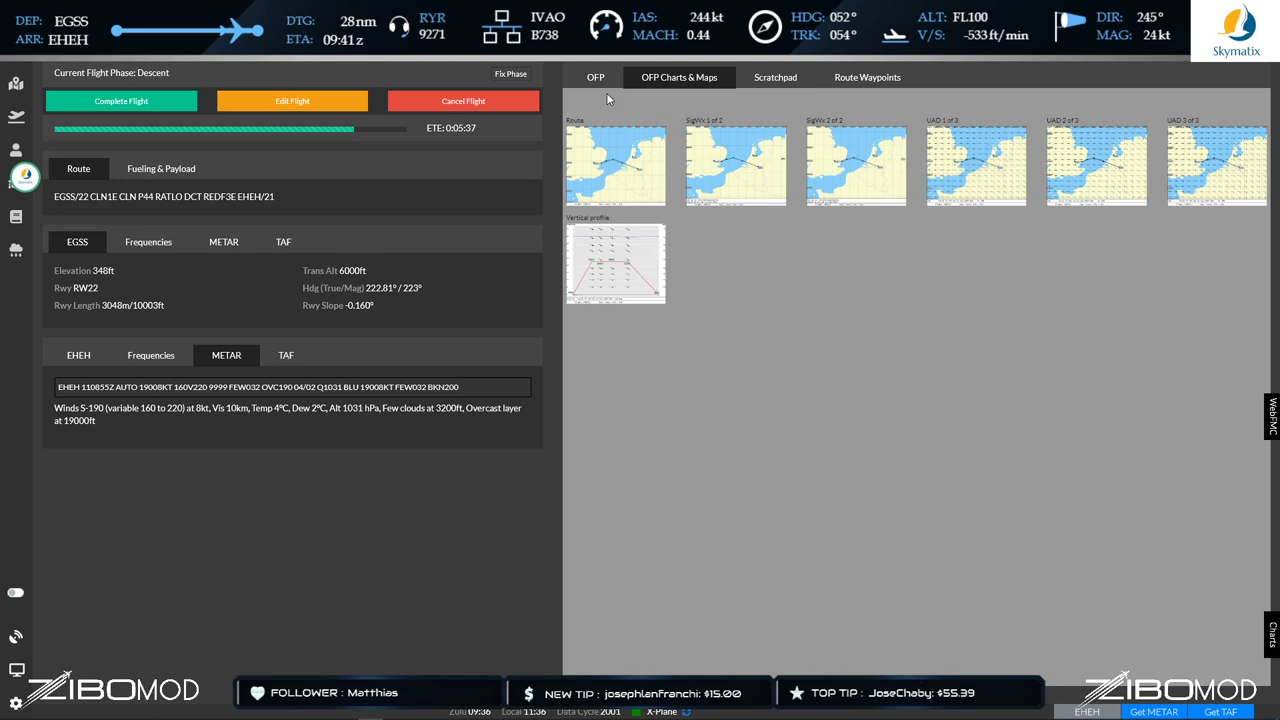 DEP: EGSS
ARR: EHEH
DTG: 28nm
ETA: 09:41z
RYR
9271
IVAO
B738
IAS: 244kt
MACH: 0.44
HDG: 052°
TRK: 054°
ALT: FL100
V/S: -533ft/min
DIR: 245°
MAG: 24kt
Skymatix
Current Flight Phase: Descent
Fix Phase
Complete Flight
Edit Flight
Cancel Flight
ETE: 0:05:37
Route
Fueling & Payload
EGSS/22 CLN1E CLN P44 RATLO DCT REDF3E EHEH/21
EGSS
Frequencies
METAR
TAF
Elevation 348ft
Trans Alt 6000ft
Rwy RW22
Hdg (True/Mag) 222.81° / 223°
Rwy Length 3048m/10003ft
Rwy Slope -0.160°
EHEH
Frequencies
METAR
TAF
EHEH 110855Z AUTO 19008KT 160V220 9999 FEW032 OVC190 04/02 Q1031 BLU 19008KT FEW032 BKN200
Winds S-190 (variable 160 to 220) at 8kt, Vis 10km, Temp 4°C, Dew 2°C, Alt 1031 hPa, Few clouds at 3200ft, Overcast layer
at 19000ft
OFP
OFP Charts & Maps
Scratchpad
Route Waypoints
Route
SigWx 1 of 2
SigWx 2 of 2
UAD 1 of 3
UAD 2 of 3
UAD 3 of 3
Vertical profile
WebFMC
Charts
ZIBOMOD
FOLLOWER : Matthias
NEW TIP : josephIanFranchi: $15.00
TOP TIP : JoseChaby: $55.39
ZIBOMOD
Zulu 09:36
Local 11:36
Data Cycle 2001
X-Plane
EHEH
Get METAR
Get TAF